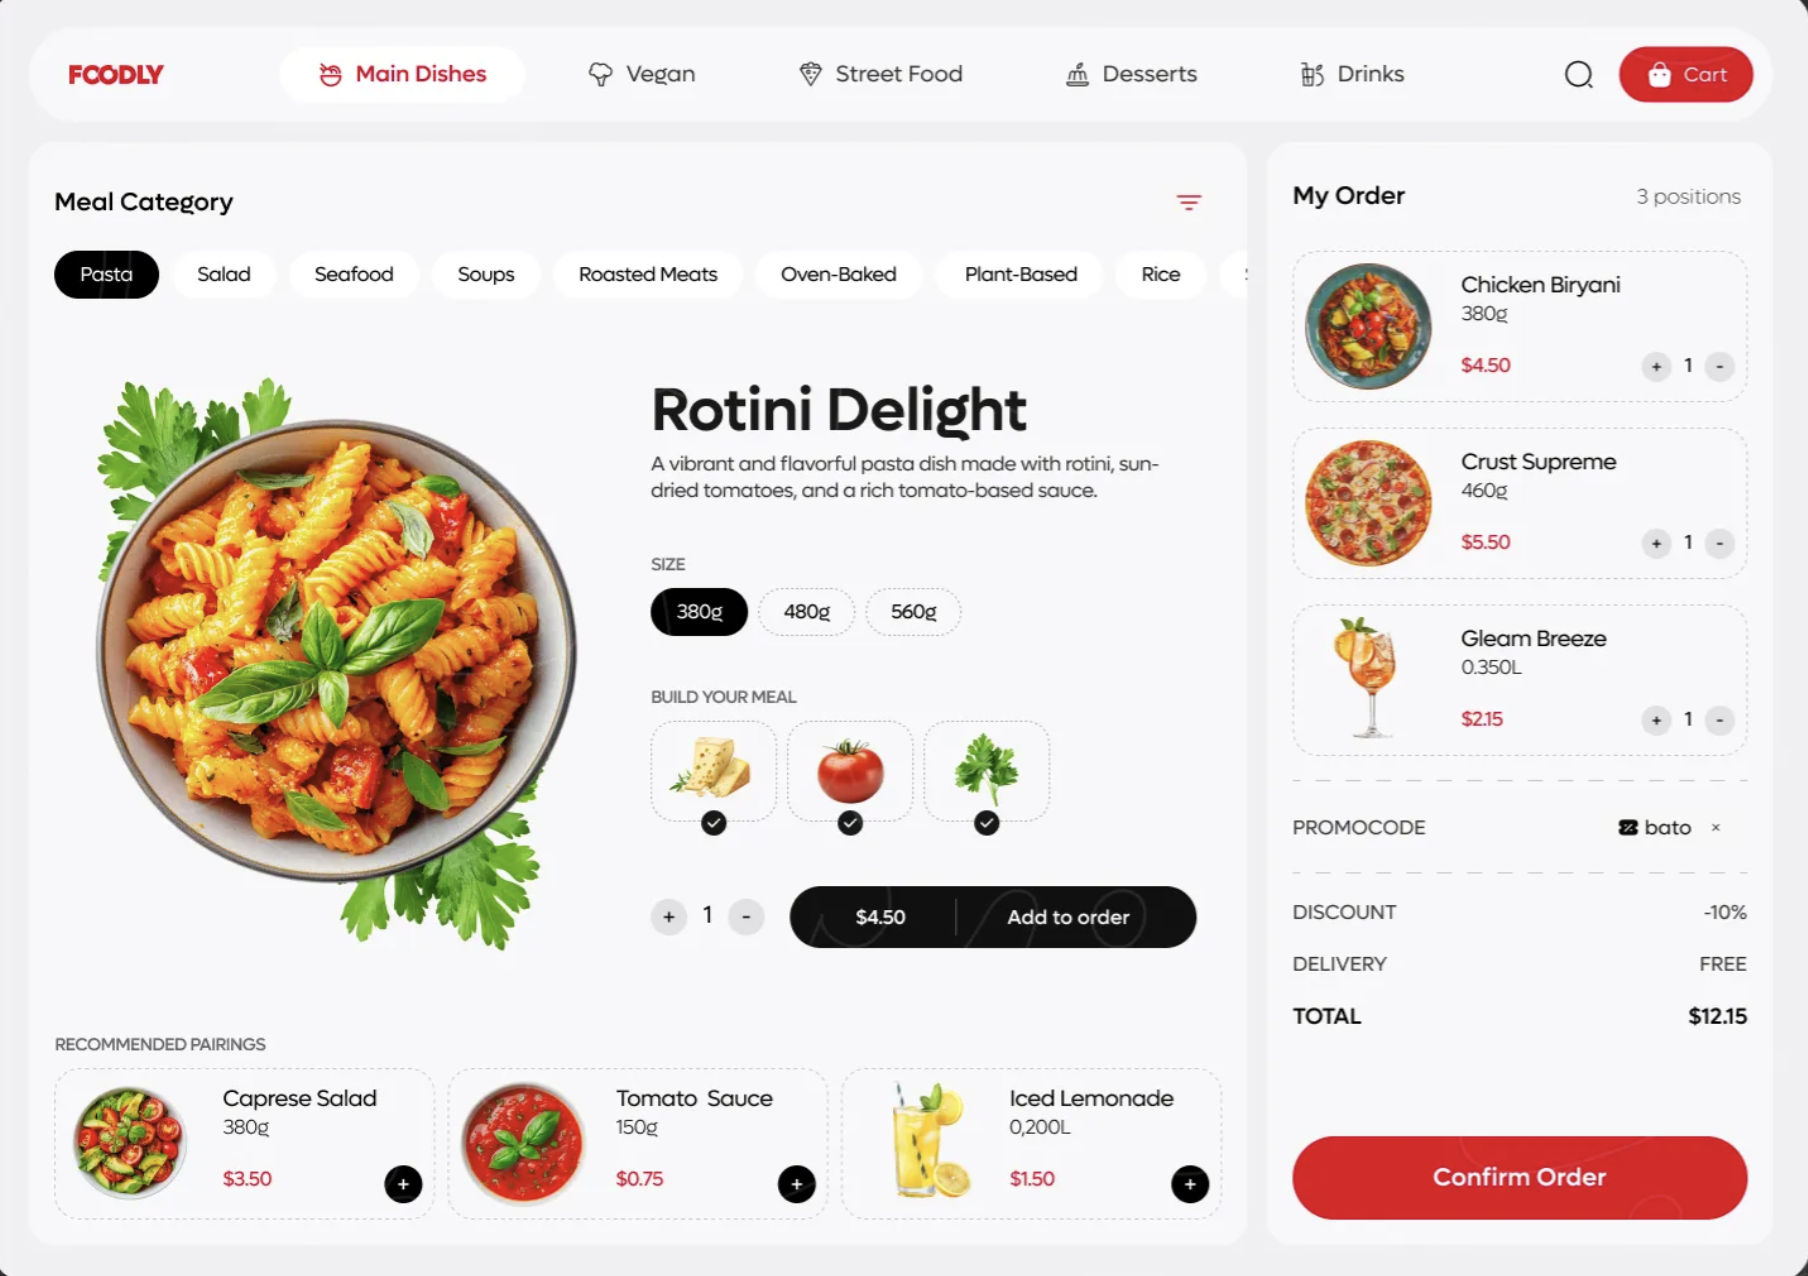 FOODLY
Main Dishes
Vegan
Street Food
Desserts
Drinks
Cart
Meal Category
Pasta
Salad
Seafood
Soups
Roasted Meats
Oven-Baked
Plant-Based
Rice
Rotini Delight
A vibrant and flavorful pasta dish made with rotini, sun-
dried tomatoes, and a rich tomato-based sauce.
SIZE
380g
480g
560g
BUILD YOUR MEAL
+ 1 -
$4.50
Add to order
RECOMMENDED PAIRINGS
Caprese Salad
380g
$3.50
+
Tomato Sauce
150g
$0.75
+
Iced Lemonade
0,200L
$1.50
+
My Order
3 positions
Chicken Biryani
380g
$4.50
+ 1 -
Crust Supreme
460g
$5.50
+ 1 -
Gleam Breeze
0.350L
$2.15
+ 1 -
PROMOCODE
bato ×
DISCOUNT
-10%
DELIVERY
FREE
TOTAL
$12.15
Confirm Order